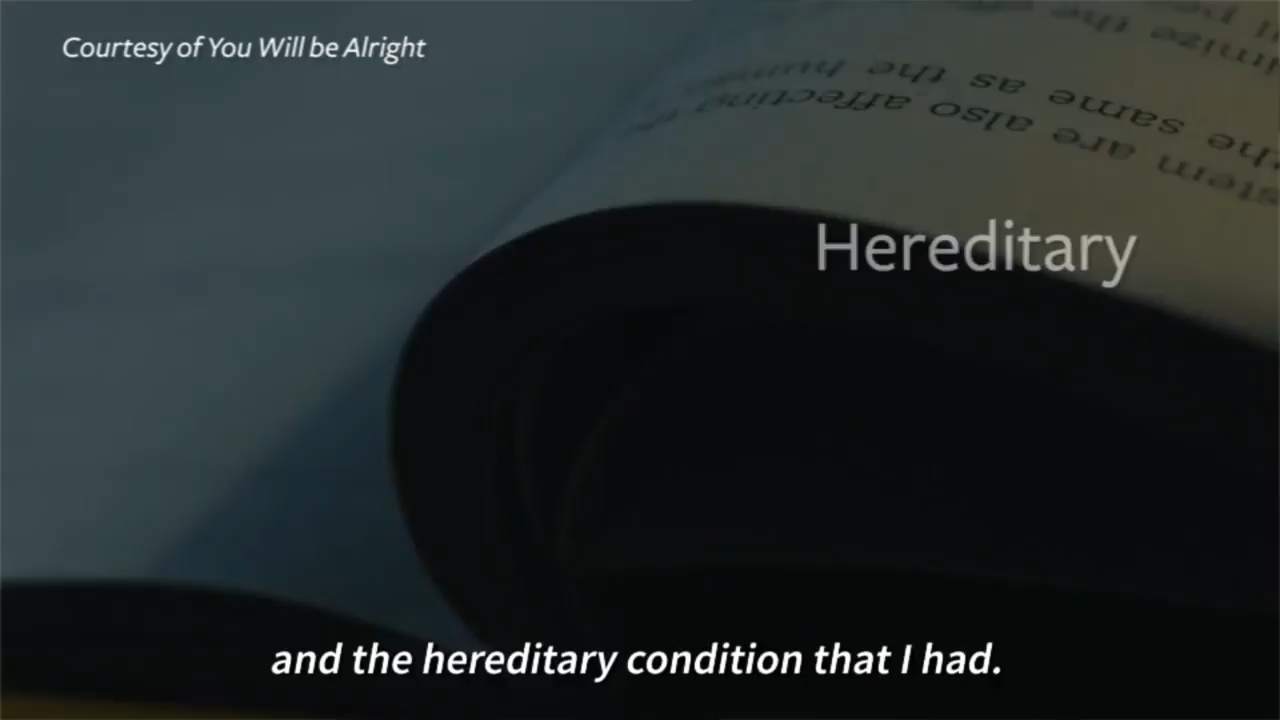 Courtesy of You Will be Alright
the same as the huma
stem are also affecting
Hereditary
and the hereditary condition that I had.